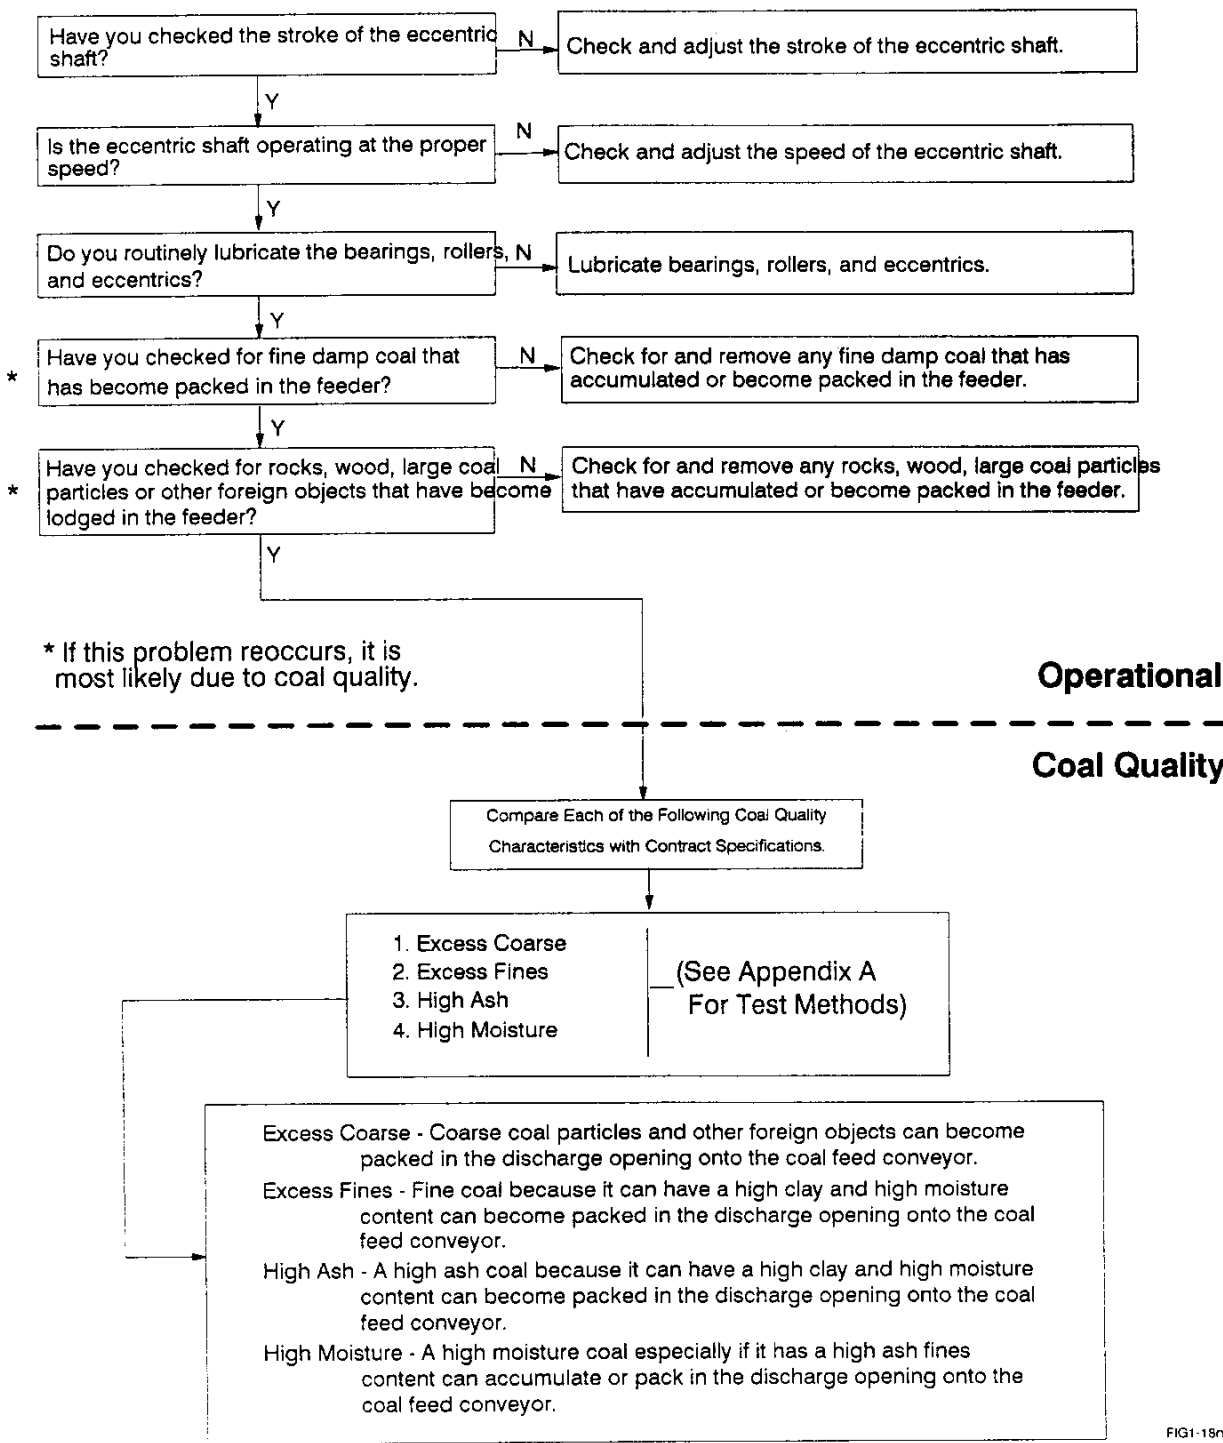 Have you checked the stroke of the eccentric
shaft?
N
Check and adjust the stroke of the eccentric shaft.
Y
Is the eccentric shaft operating at the proper
speed?
N
Check and adjust the speed of the eccentric shaft.
Y
Do you routinely lubricate the bearings, rollers,
and eccentrics?
N
Lubricate bearings, rollers, and eccentrics.
Y
*
Have you checked for fine damp coal that
has become packed in the feeder?
N
Check for and remove any fine damp coal that has
accumulated or become packed in the feeder.
Y
*
Have you checked for rocks, wood, large coal
particles or other foreign objects that have become
lodged in the feeder?
N
Check for and remove any rocks, wood, large coal particles
that have accumulated or become packed in the feeder.
Y
* If this problem reoccurs, it is
most likely due to coal quality.
Operational
Coal Quality
Compare Each of the Following Coal Quality
Characteristics with Contract Specifications.
1. Excess Coarse
2. Excess Fines
3. High Ash
4. High Moisture
(See Appendix A
For Test Methods)
Excess Coarse - Coarse coal particles and other foreign objects can become
packed in the discharge opening onto the coal feed conveyor.
Excess Fines - Fine coal because it can have a high clay and high moisture
content can become packed in the discharge opening onto the coal
feed conveyor.
High Ash - A high ash coal because it can have a high clay and high moisture
content can become packed in the discharge opening onto the coal
feed conveyor.
High Moisture - A high moisture coal especially if it has a high ash fines
content can accumulate or pack in the discharge opening onto the
coal feed conveyor.
FIG1-18n